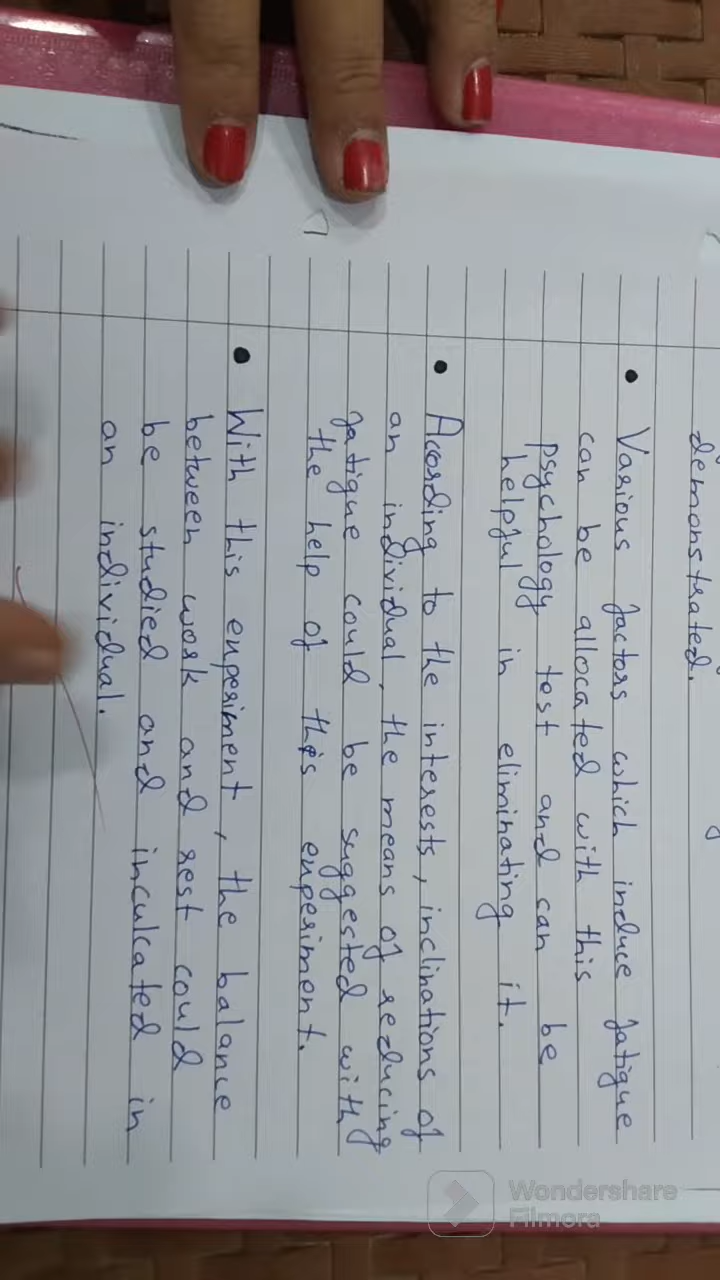 demonstrated.
• Various factors which induce fatigue
can be allocated with this
psychology test and can be
helpful in eliminating it.
• According to the interests, inclinations of
an individual, the means of reducing
fatigue could be suggested with
the help of this experiment.
• With this experiment, the balance
between work and rest could
be studied and inculcated in
an individual.
Wondershare
Filmora